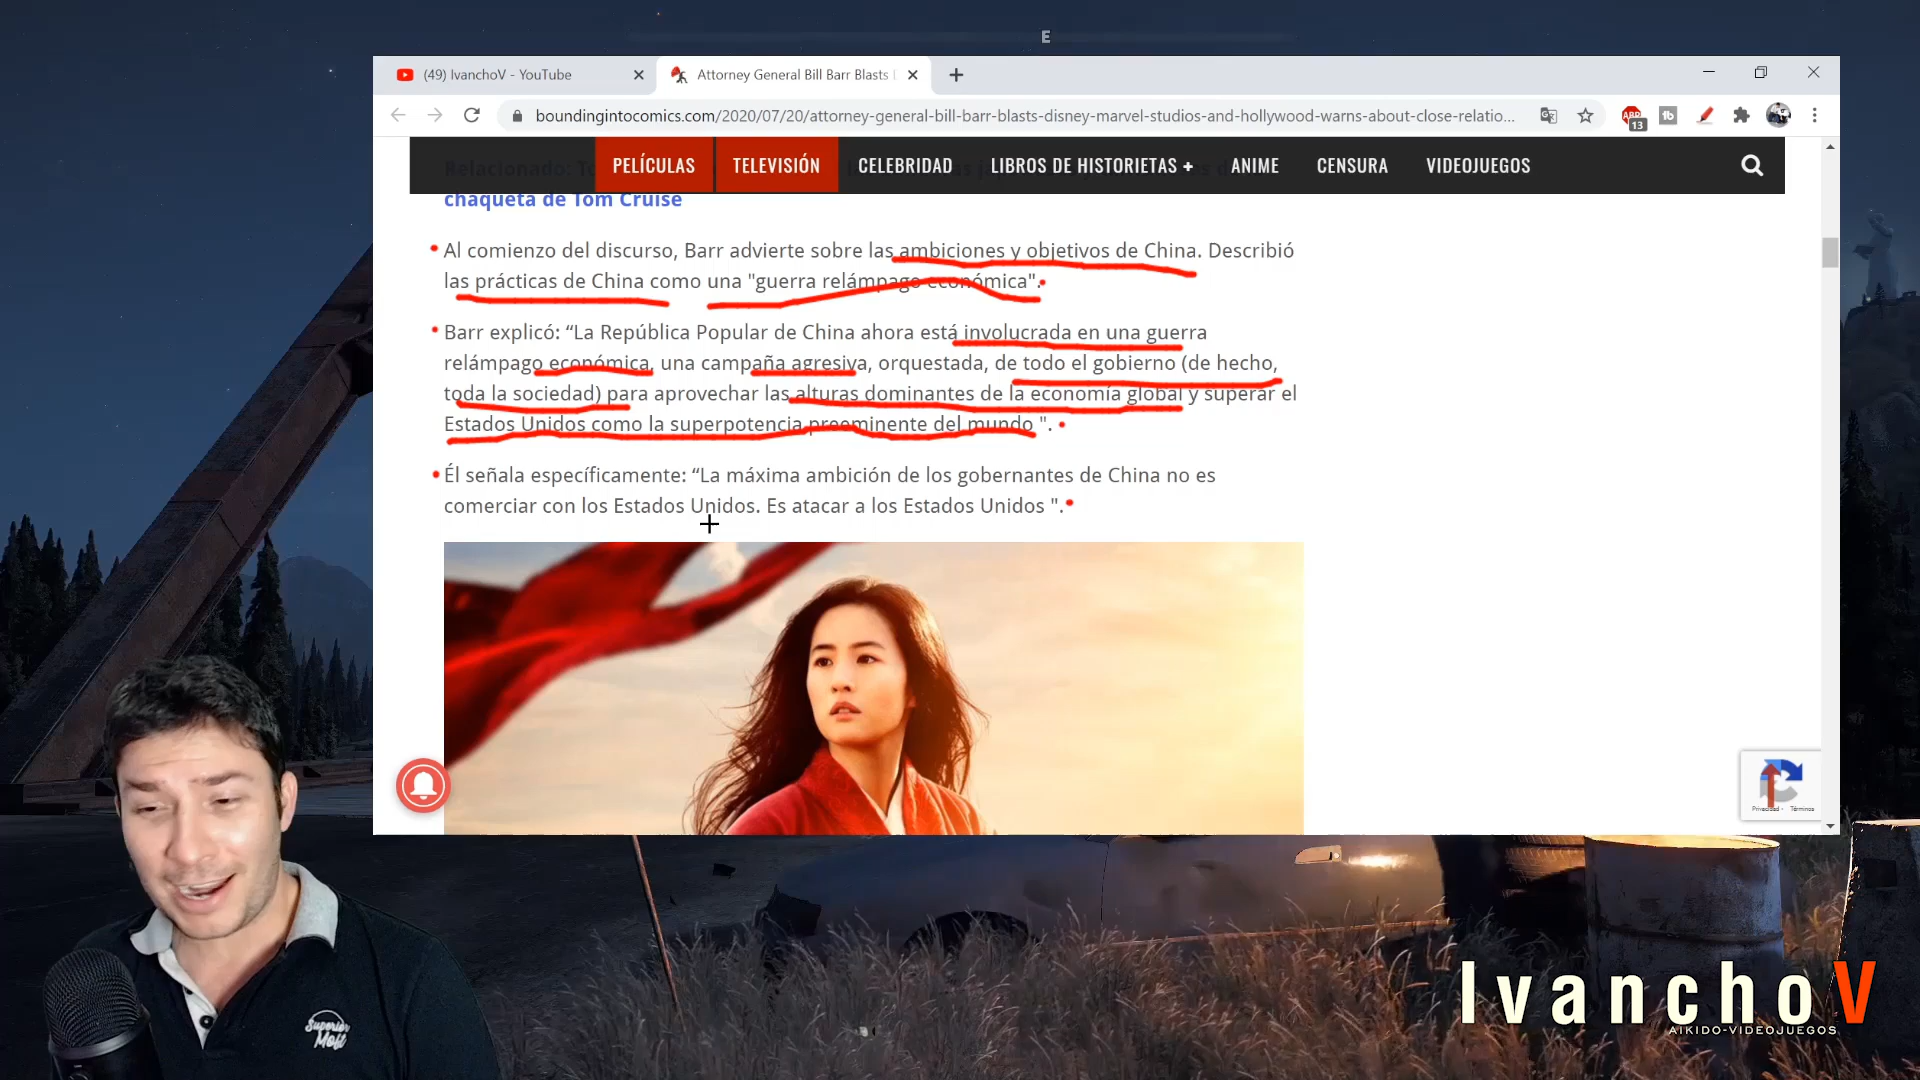 E
(49) IvanchoV - YouTube
Attorney General Bill Barr Blasts
boundingintocomics.com/2020/07/20/attorney-general-bill-barr-blasts-disney-marvel-studios-and-hollywood-warns-about-close-relatio...
ABP
13
tb
PELÍCULAS
TELEVISIÓN
CELEBRIDAD
LIBROS DE HISTORIETAS +
ANIME
CENSURA
VIDEOJUEGOS
Relacionado:
chaqueta de Tom Cruise
Al comienzo del discurso, Barr advierte sobre las ambiciones y objetivos de China. Describió
las prácticas de China como una "guerra relámpago económica".
Barr explicó: “La República Popular de China ahora está involucrada en una guerra
relámpago económica, una campaña agresiva, orquestada, de todo el gobierno (de hecho,
toda la sociedad) para aprovechar las alturas dominantes de la economía global y superar el
Estados Unidos como la superpotencia preeminente del mundo ".
Él señala específicamente: “La máxima ambición de los gobernantes de China no es
comerciar con los Estados Unidos. Es atacar a los Estados Unidos ".
Privacidad - Términos
Superior
IvanchoV
AIKIDO-VIDEOJUEGOS